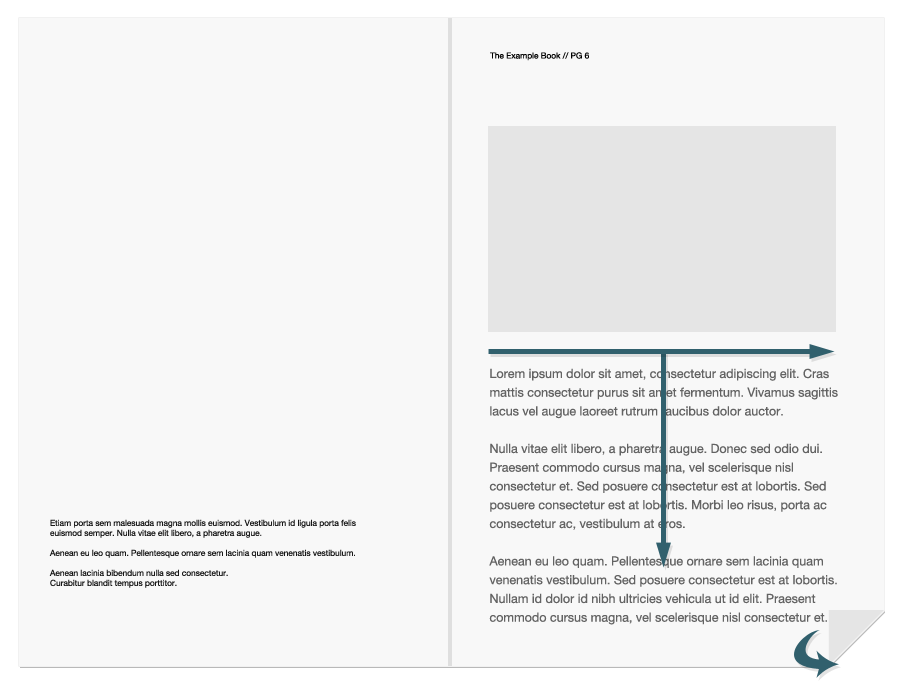 Etiam porta sem malesuada magna mollis euismod. Vestibulum id ligula porta felis
euismod semper. Nulla vitae elit libero, a pharetra augue.
Aenean eu leo quam. Pellentesque ornare sem lacinia quam venenatis vestibulum.
Aenean lacinia bibendum nulla sed consectetur.
Curabitur blandit tempus porttitor.
The Example Book // PG 6
Lorem ipsum dolor sit amet, consectetur adipiscing elit. Cras
mattis consectetur purus sit amet fermentum. Vivamus sagittis
lacus vel augue laoreet rutrum faucibus dolor auctor.
Nulla vitae elit libero, a pharetra augue. Donec sed odio dui.
Praesent commodo cursus magna, vel scelerisque nisl
consectetur et. Sed posuere consectetur est at lobortis. Sed
posuere consectetur est at lobortis. Morbi leo risus, porta ac
consectetur ac, vestibulum at eros.
Aenean eu leo quam. Pellentesque ornare sem lacinia quam
venenatis vestibulum. Sed posuere consectetur est at lobortis.
Nullam id dolor id nibh ultricies vehicula ut id elit. Praesent
commodo cursus magna, vel scelerisque nisl consectetur et.